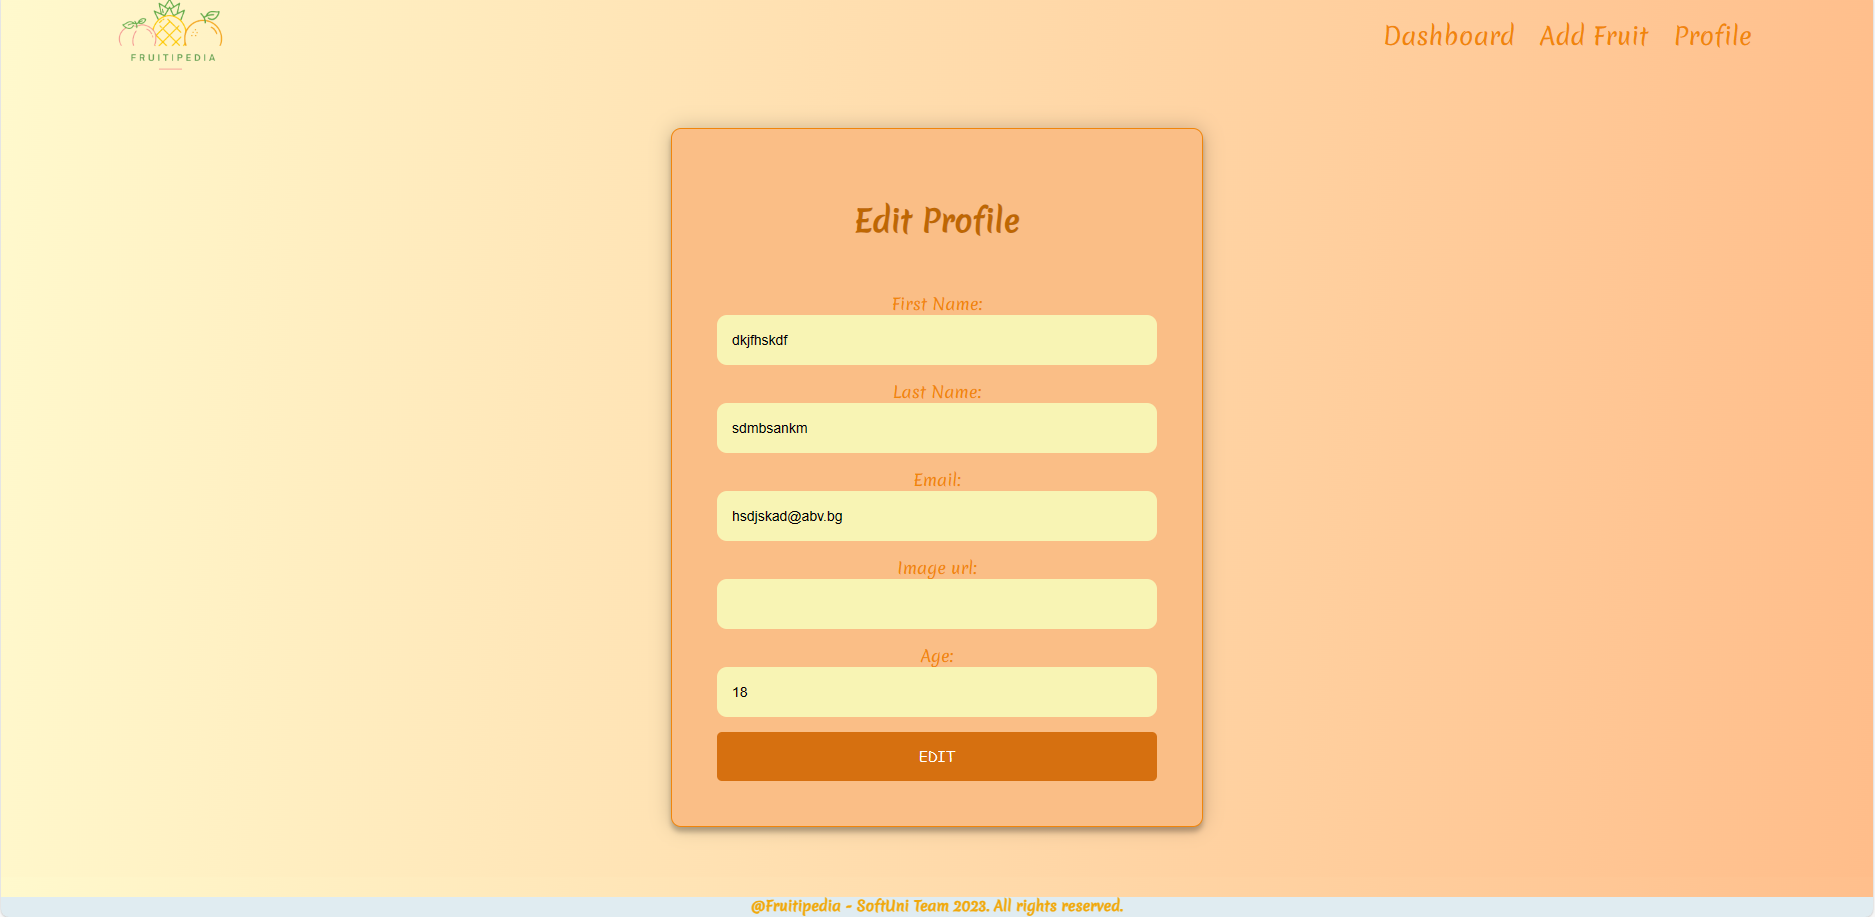 FRUITIPEDIA
Dashboard Add Fruit Profile
Edit Profile
First Name:
dkjfhskdf
Last Name:
sdmbsankm
Email:
hsdjskad@abv.bg
Image url:
Age:
18
EDIT
@Fruitipedia - SoftUni Team 2023. All rights reserved.